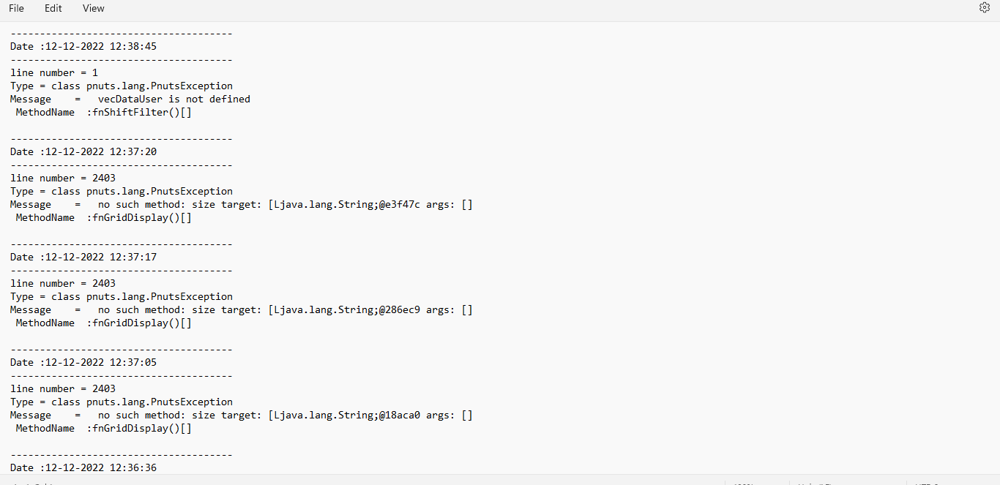 File Edit View
--------------------------------------
Date :12-12-2022 12:38:45
--------------------------------------
line number = 1
Type = class pnuts.lang.PnutsException
Message    =   vecDataUser is not defined
 MethodName  :fnShiftFilter()[]
--------------------------------------
Date :12-12-2022 12:37:20
--------------------------------------
line number = 2403
Type = class pnuts.lang.PnutsException
Message    =   no such method: size target: [Ljava.lang.String;@e3f47c args: []
 MethodName  :fnGridDisplay()[]
--------------------------------------
Date :12-12-2022 12:37:17
--------------------------------------
line number = 2403
Type = class pnuts.lang.PnutsException
Message    =   no such method: size target: [Ljava.lang.String;@286ec9 args: []
 MethodName  :fnGridDisplay()[]
--------------------------------------
Date :12-12-2022 12:37:05
--------------------------------------
line number = 2403
Type = class pnuts.lang.PnutsException
Message    =   no such method: size target: [Ljava.lang.String;@18aca0 args: []
 MethodName  :fnGridDisplay()[]
--------------------------------------
Date :12-12-2022 12:36:36